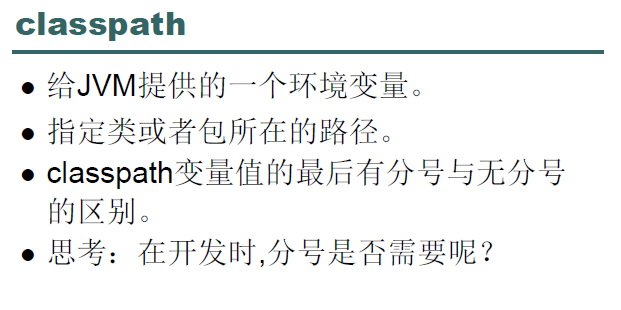 classpath
● 给JVM提供的一个环境变量。
● 指定类或者包所在的路径。
● classpath变量值的最后有分号与无分号
的区别。
● 思考：在开发时,分号是否需要呢？